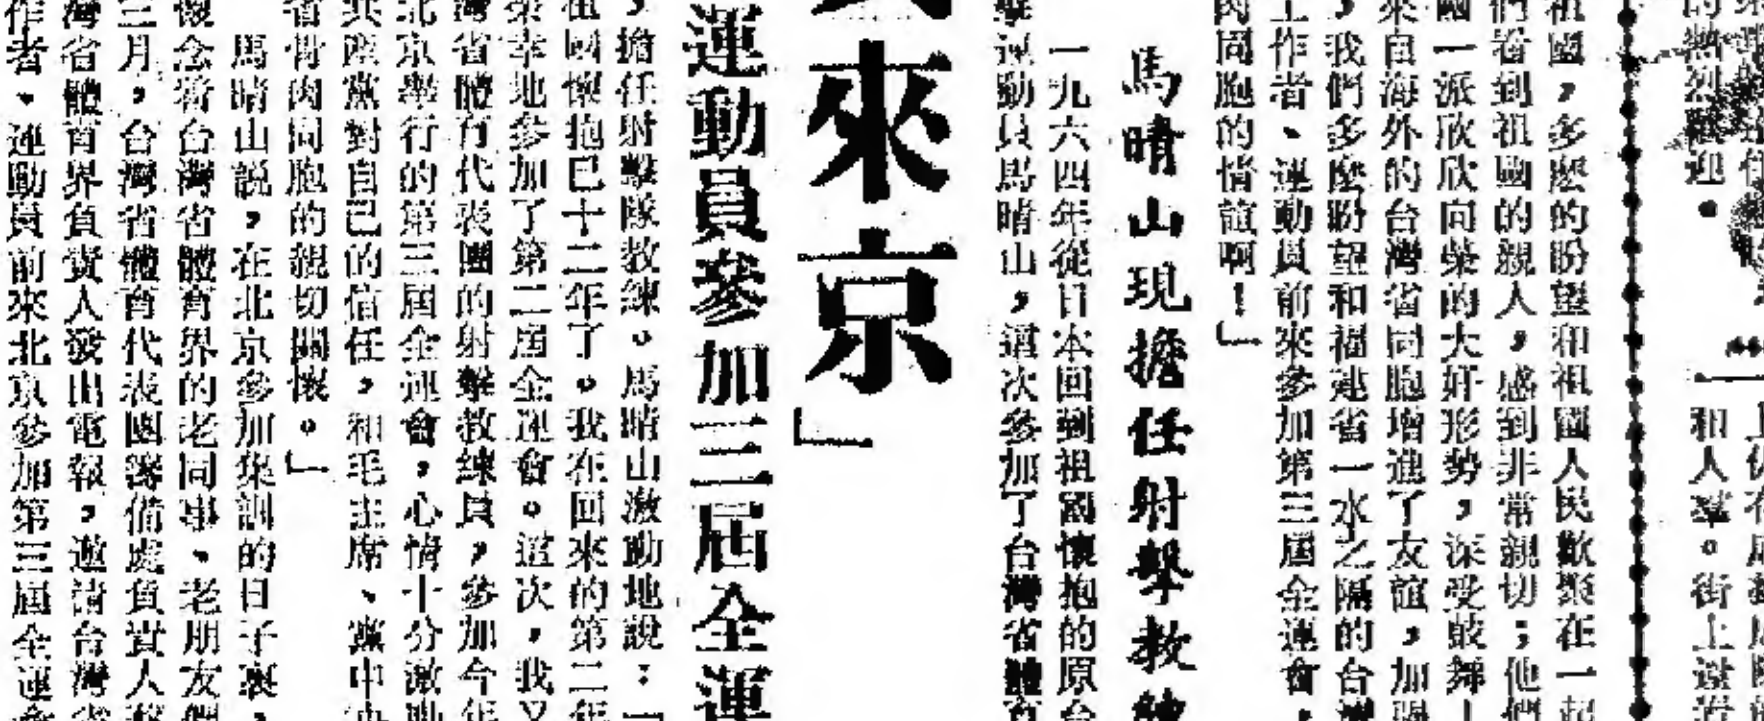 的熱烈歡迎。
和人羣。街上還
祖國，多麽的盼望和祖國人民歡聚在一起
們看到祖國的親人，感到非常親切；他們
國一派欣欣向榮的大好形勢，深受鼓舞
來自海外的台灣省同胞增進了友誼，加強
，我們多麽盼望和福建省一水之隔的台灣
工作者、運動員前來參加第三屆全運會，
肉同胞的情誼啊！」
馬晴山現擔任射擊教練
一九六四年從日本回到祖國懷抱的原台
擊運動員馬晴山，這次參加了台灣省體育
來京」
運動員參加三屆全運
，擔任射擊隊教練。馬晴山激動地說：「
祖國懷抱已十二年了。我在回來的第二年
榮幸地參加了第二屆全運會。這次，我又
灣省體育代表團的射擊教練員，參加今年
北京舉行的第三屆全運會，心情十分激動
共產黨對自己的信任，和毛主席、黨中央
省骨肉同胞的親切關懷。」
馬晴山說，在北京參加集訓的日子裏，
懷念着台灣省體育界的老同事、老朋友們
三月，台灣省體育代表團籌備處負責人
灣省體育界負責人發出電報，邀請台灣省
作者、運動員前來北京參加第三屆全運會